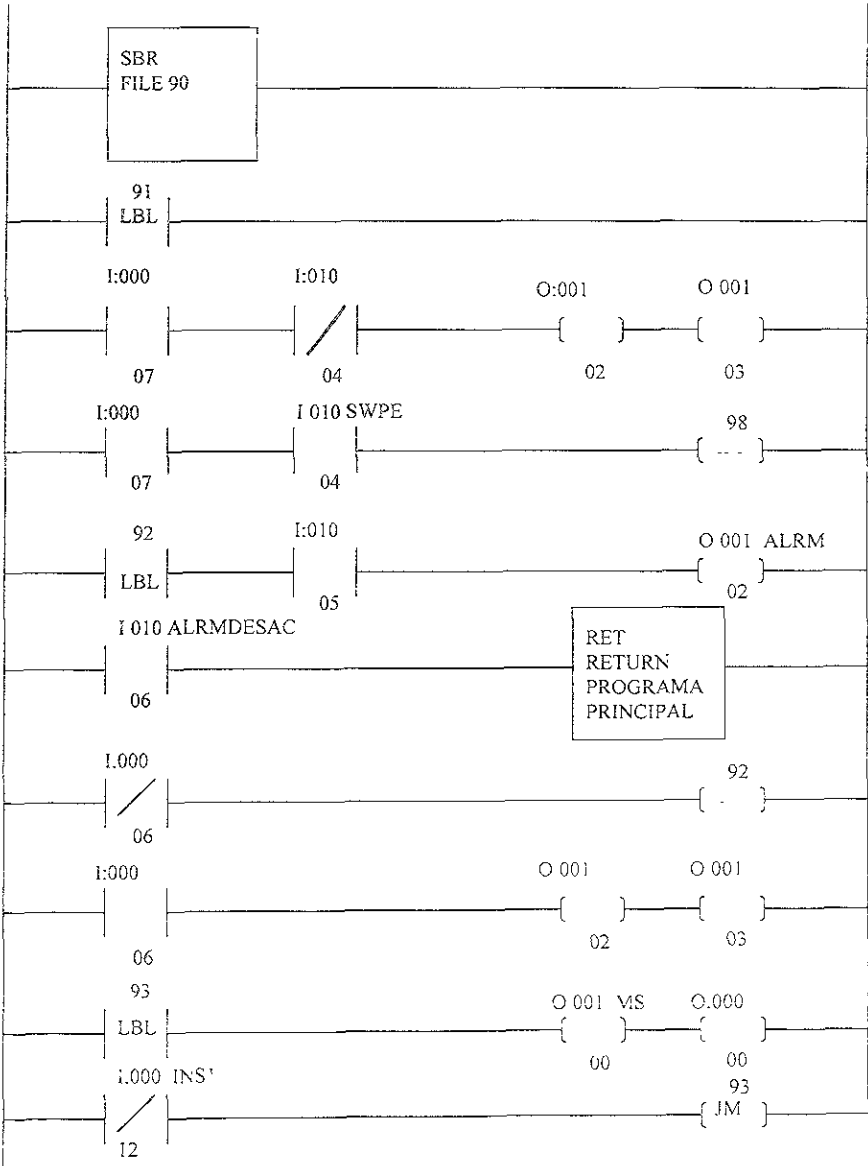 SBR
FILE 90
91
LBL
I:000 I:010 O:001 O 001
07 04 02 03
I:000 I 010 SWPE 98
07 04
92 I:010 O 001 ALRM
LBL 05 02
I 010 ALRMDESAC
06
RET
RETURN
PROGRAMA
PRINCIPAL
I.000 92
06
I:000 O 001 O 001
06 02 03
93 O 001 MS O.000
LBL 00 00
I.000 93
JM
I2